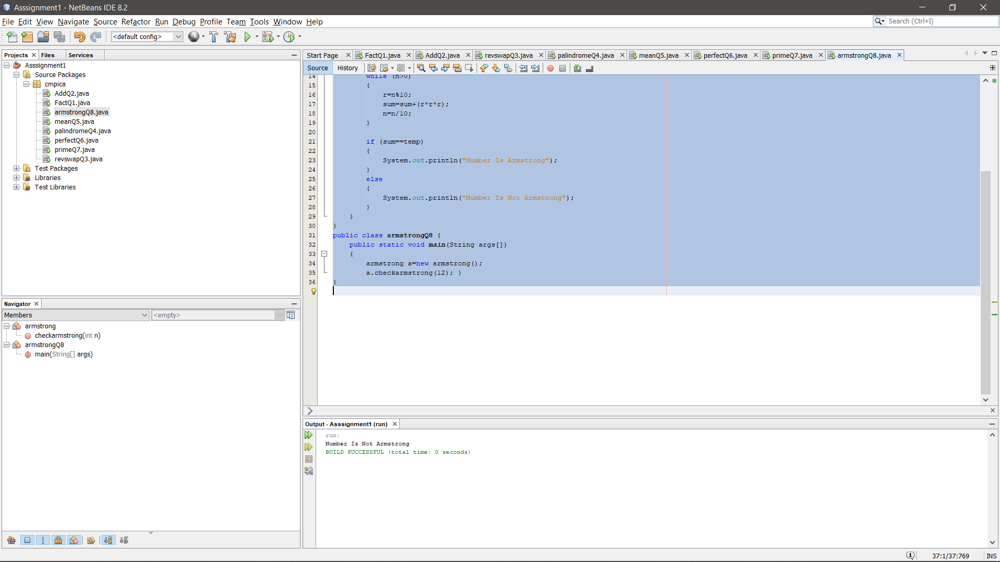 Asssignment1 - NetBeans IDE 8.2
File Edit View Navigate Source Refactor Run Debug Profile Team Tools Window Help
Search (Ctrl+I)
<default config>
Projects Files Services
Asssignment1
Source Packages
cmpica
AddQ2.java
FactQ1.java
armstrongQ8.java
meanQ5.java
palindromeQ4.java
perfectQ6.java
primeQ7.java
revswapQ3.java
Test Packages
Libraries
Test Libraries
Navigator
Members <empty>
armstrong
checkarmstrong(int n)
armstrongQ8
main(String[] args)
Start Page FactQ1.java AddQ2.java revswapQ3.java palindromeQ4.java meanQ5.java perfectQ6.java primeQ7.java armstrongQ8.java
Source History
14 while (n>0)
15 {
16 r=n%10;
17 sum=sum+(r*r*r);
18 n=n/10;
19 }
20
21 if (sum==temp)
22 {
23 System.out.println("Number Is Armstrong");
24 }
25 else
26 {
27 System.out.println("Number Is Not Armstrong");
28 }
29 }
30 }
31 public class armstrongQ8 {
32 public static void main(String args[])
33 {
34 armstrong a=new armstrong();
35 a.checkarmstrong(12); }
36 }
Output - Asssignment1 (run)
run:
Number Is Not Armstrong
BUILD SUCCESSFUL (total time: 0 seconds)
37:1/37:769 INS